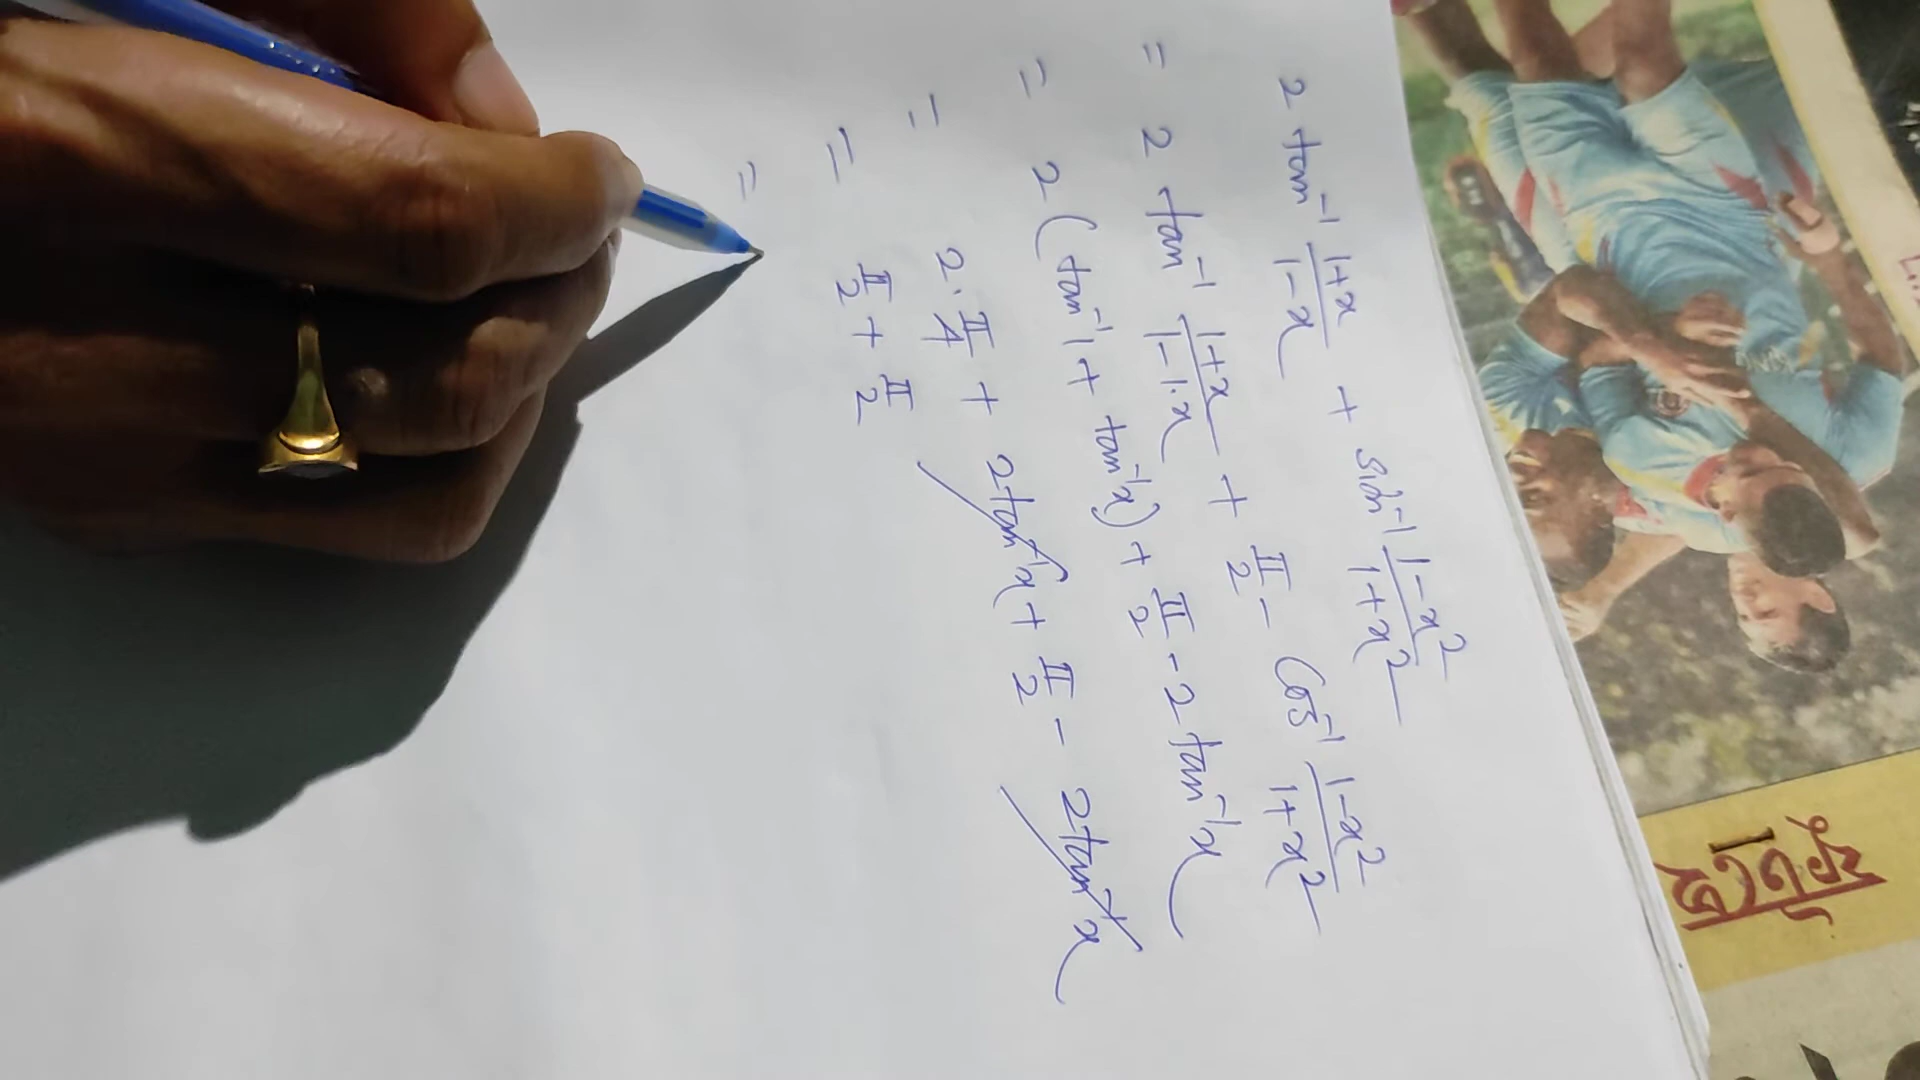 2 tan⁻¹ (1+x)/(1-x) + sin⁻¹ (1-x²)/(1+x²)
= 2 tan⁻¹ (1+x)/(1-1.x) + π/2 - Cos⁻¹ (1-x²)/(1+x²)
= 2 (tan⁻¹1 + tan⁻¹x) + π/2 - 2 tan⁻¹x
= 2·π/4 + 2tan⁻¹x + π/2 - 2tan⁻¹x
= π/2 + π/2
=